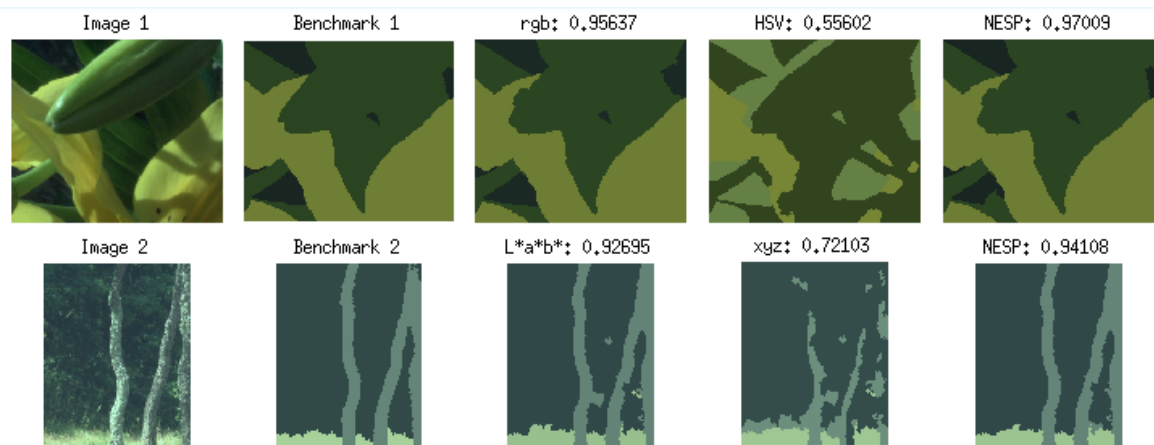 Image 1 Benchmark 1 rgb: 0.95637 HSV: 0.55602 NESP: 0.97009
Image 2 Benchmark 2 L*a*b*: 0.92695 xyz: 0.72103 NESP: 0.94108